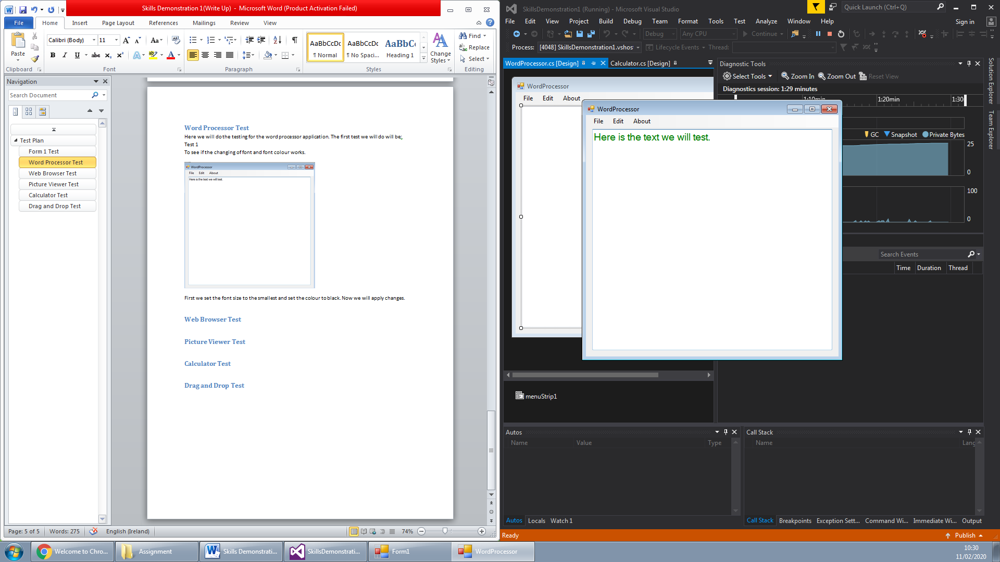 Skills Demonstration 1(Write Up) - Microsoft Word (Product Activation Failed)
File Home Insert Page Layout References Mailings Review View
Paste
Calibri (Body) 11
AaBbCcDc AaBbCcDc AaBbC
¶ Normal ¶ No Spaci... Heading 1
Change Styles
Find
Replace
Select
Clipboard Font Paragraph Styles Editing
Navigation
Search Document
Test Plan
Form 1 Test
Word Processor Test
Web Browser Test
Picture Viewer Test
Calculator Test
Drag and Drop Test
Word Processor Test
Here we will do the testing for the word processor application. The first test we will do will be;
Test 1
To see if the changing of font and font colour works.
WordProcessor
File Edit About
Here is the text we will test.
First we set the font size to the smallest and set the colour to black. Now we will apply changes.
Web Browser Test
Picture Viewer Test
Calculator Test
Drag and Drop Test
Page: 5 of 5 Words: 275 English (Ireland) 74%
SkillsDemonstration1 (Running) - Microsoft Visual Studio
Quick Launch (Ctrl+Q)
File Edit View Project Build Debug Team Format Tools Test Analyze Window Help Sign in
Debug Any CPU Continue
Process: [4048] SkillsDemonstration1.vshos Lifecycle Events Thread:
WordProcessor.cs [Design] Calculator.cs [Design]
WordProcessor
File Edit About
menuStrip1
WordProcessor
File Edit About
Here is the text we will test.
Diagnostic Tools
Select Tools Zoom In Zoom Out Reset View
Diagnostics session: 1:29 minutes
1:10min 1:20min 1:30
GC Snapshot Private Bytes
25
0
100
0
Search Events
Time Duration Thread
Solution Explorer
Team Explorer
Autos
Name Value Type
Autos Locals Watch 1
Call Stack
Name Lang
Call Stack Breakpoints Exception Sett... Command Wi... Immediate Wi... Output
Ready Publish
Welcome to Chro... Assignment Skills Demonstrati... SkillsDemonstrati... Form1 WordProcessor
10:30
11/02/2020